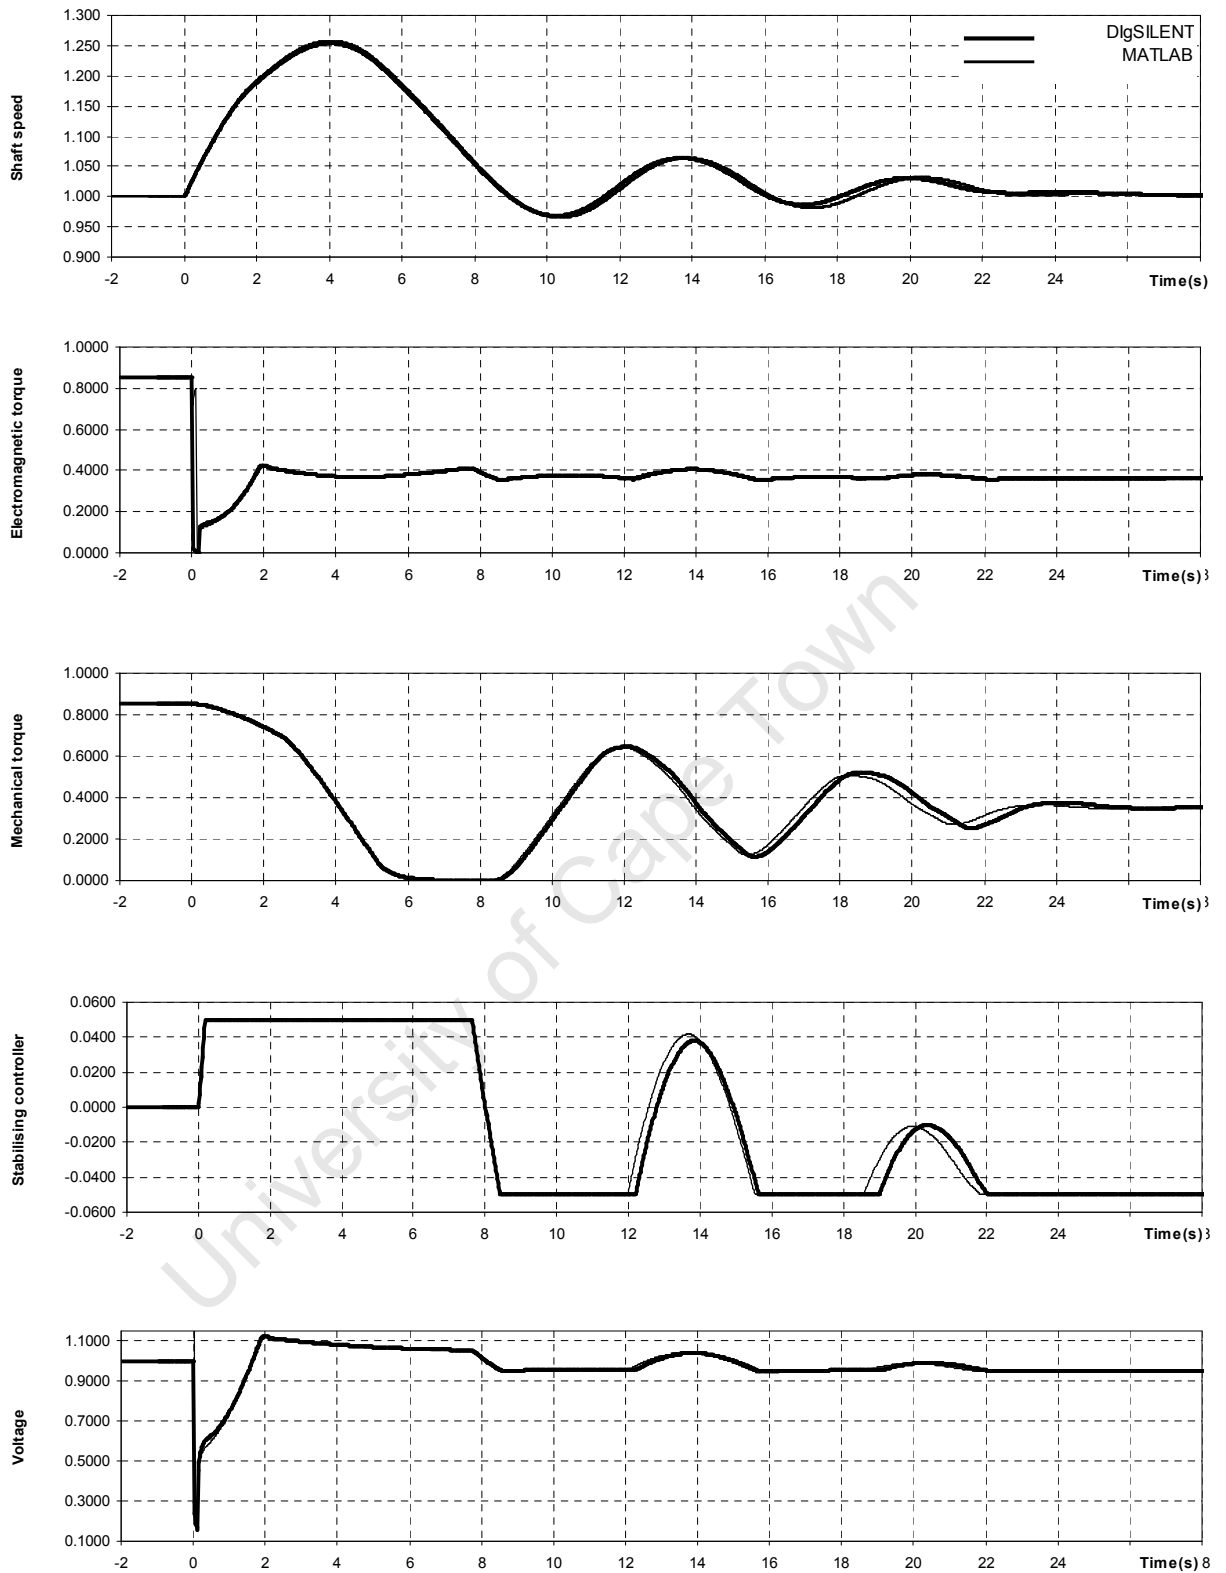 1.300
1.250
1.200
1.150
1.100
1.050
1.000
0.950
0.900
Shaft speed
DIgSILENT
MATLAB
-2 0 2 4 6 8 10 12 14 16 18 20 22 24 Time(s)
1.0000
0.8000
0.6000
0.4000
0.2000
0.0000
Electromagnetic torque
-2 0 2 4 6 8 10 12 14 16 18 20 22 24 Time(s)
1.0000
0.8000
0.6000
0.4000
0.2000
0.0000
Mechanical torque
-2 0 2 4 6 8 10 12 14 16 18 20 22 24 Time(s)
0.0600
0.0400
0.0200
0.0000
-0.0200
-0.0400
-0.0600
Stabilising controller
-2 0 2 4 6 8 10 12 14 16 18 20 22 24 Time(s)
1.1000
0.9000
0.7000
0.5000
0.3000
0.1000
Voltage
-2 0 2 4 6 8 10 12 14 16 18 20 22 24 Time(s) 8
University of Cape Town